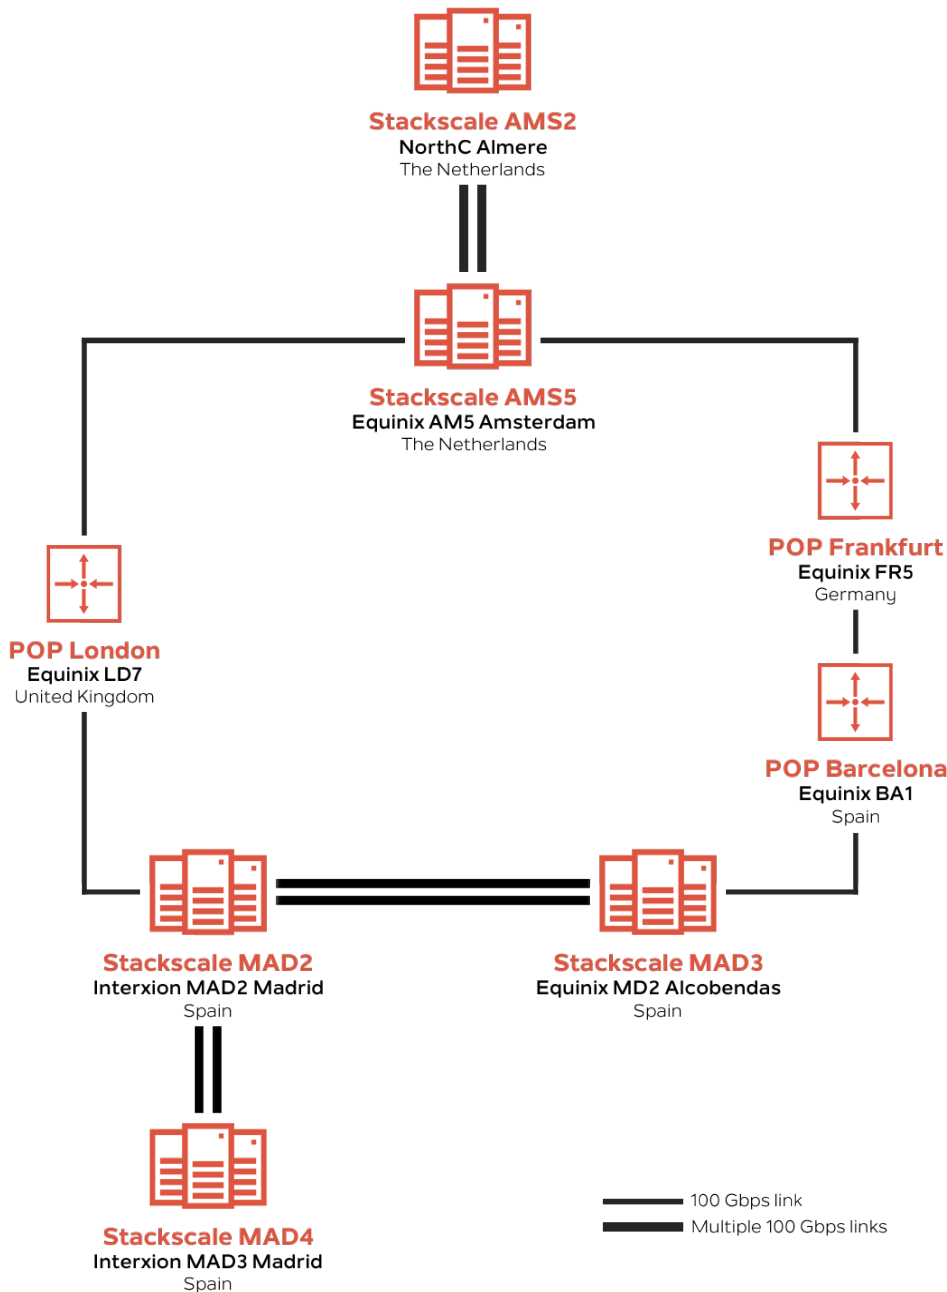 Stackscale AMS2
NorthC Almere
The Netherlands
Stackscale AMS5
Equinix AM5 Amsterdam
The Netherlands
POP Frankfurt
Equinix FR5
Germany
POP London
Equinix LD7
United Kingdom
POP Barcelona
Equinix BA1
Spain
Stackscale MAD2
Interxion MAD2 Madrid
Spain
Stackscale MAD3
Equinix MD2 Alcobendas
Spain
Stackscale MAD4
Interxion MAD3 Madrid
Spain
100 Gbps link
Multiple 100 Gbps links